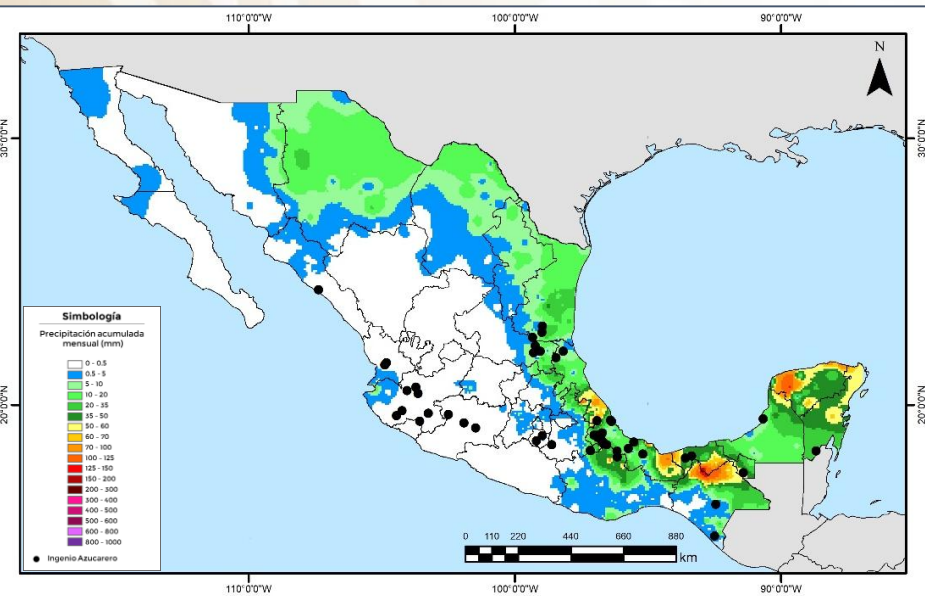 110°0'0"W 100°0'0"W 90°0'0"W
N
30°0'0"N 30°0'0"N
20°0'0"N 20°0'0"N
Simbología
Precipitación acumulada
mensual (mm)
0 - 0.5
0.5 - 5
5 - 10
10 - 20
20 - 35
35 - 50
50 - 60
60 - 70
70 - 100
100 - 125
125 - 150
150 - 200
200 - 300
300 - 400
400 - 500
500 - 600
600 - 800
800 - 1000
Ingenio Azucarero
0 110 220 440 660 880
km
110°0'0"W 100°0'0"W 90°0'0"W